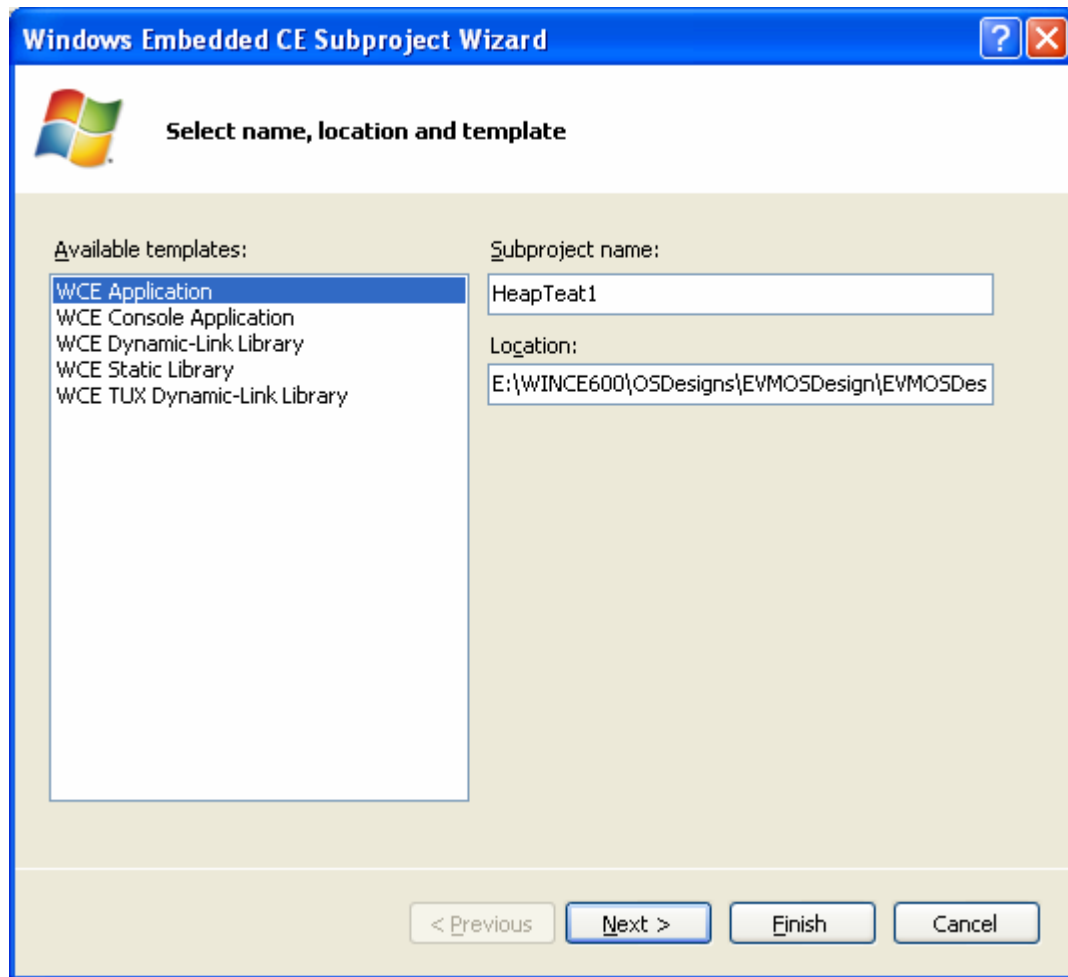 Windows Embedded CE Subproject Wizard
Select name, location and template
Available templates:
WCE Application
WCE Console Application
WCE Dynamic-Link Library
WCE Static Library
WCE TUX Dynamic-Link Library
Subproject name:
HeapTeat1
Location:
E:\WINCE600\OSDesigns\EVMOSDesign\EVMOSDes
< Previous
Next >
Finish
Cancel